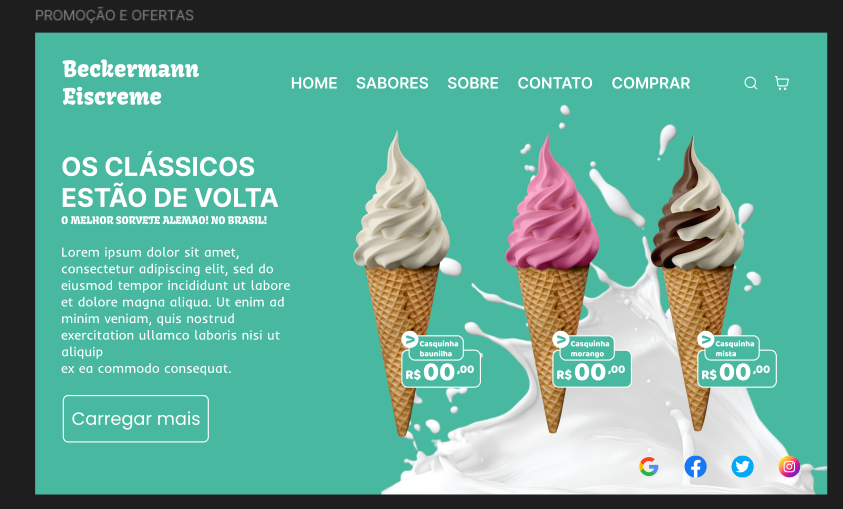 PROMOÇÃO E OFERTAS
Beckermann
Eiscreme
HOME SABORES SOBRE CONTATO COMPRAR
OS CLÁSSICOS
ESTÃO DE VOLTA
O MELHOR SORVETE ALEMAO! NO BRASIL!
Lorem ipsum dolor sit amet,
consectetur adipiscing elit, sed do
eiusmod tempor incididunt ut labore
et dolore magna aliqua. Ut enim ad
minim veniam, quis nostrud
exercitation ullamco laboris nisi ut
aliquip
ex ea commodo consequat.
Carregar mais
Casquinha
baunilha
R$ 00,00
Casquinha
morango
R$ 00,00
Casquinha
mista
R$ 00,00